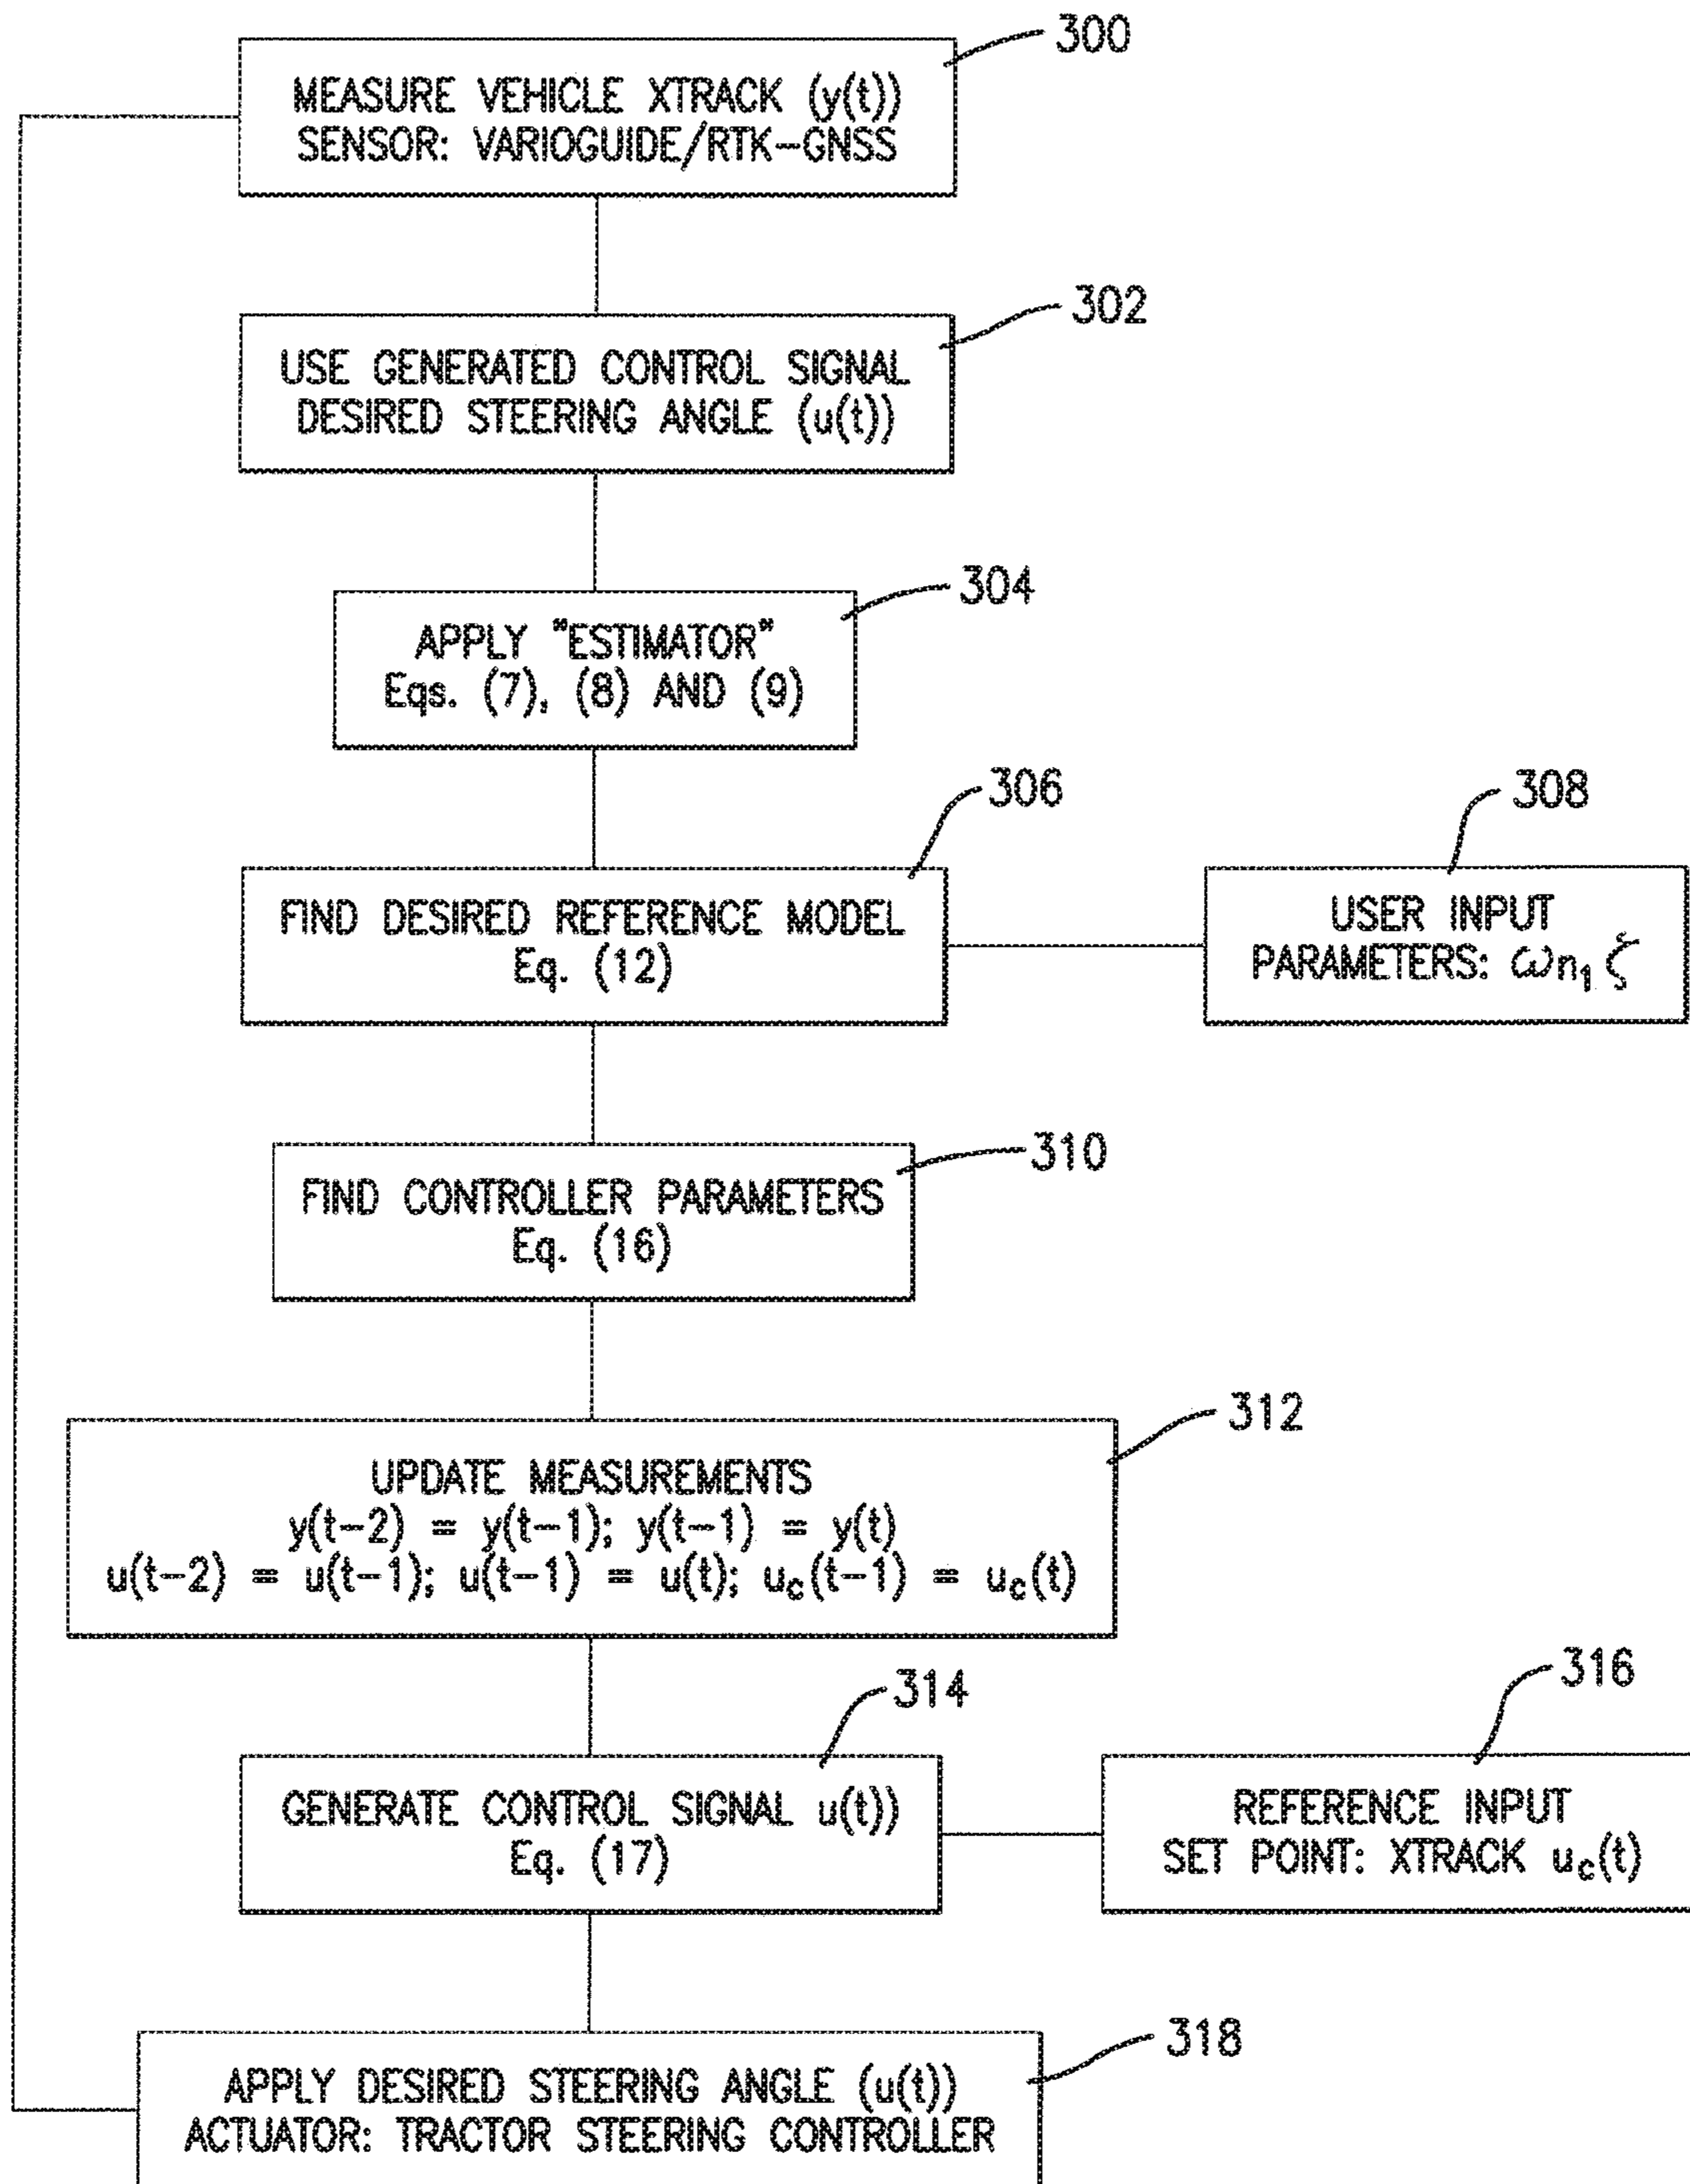 300
MEASURE VEHICLE XTRACK (y(t))
SENSOR: VARIOGUIDE/RTK-GNSS
302
USE GENERATED CONTROL SIGNAL
DESIRED STEERING ANGLE (u(t))
304
APPLY "ESTIMATOR"
Eqs. (7), (8) AND (9)
306
FIND DESIRED REFERENCE MODEL
Eq. (12)
308
USER INPUT
PARAMETERS: ωn₁ ζ
310
FIND CONTROLLER PARAMETERS
Eq. (16)
312
UPDATE MEASUREMENTS
y(t-2) = y(t-1); y(t-1) = y(t)
u(t-2) = u(t-1); u(t-1) = u(t); u_c(t-1) = u_c(t)
314
GENERATE CONTROL SIGNAL u(t))
Eq. (17)
316
REFERENCE INPUT
SET POINT: XTRACK u_c(t)
318
APPLY DESIRED STEERING ANGLE (u(t))
ACTUATOR: TRACTOR STEERING CONTROLLER